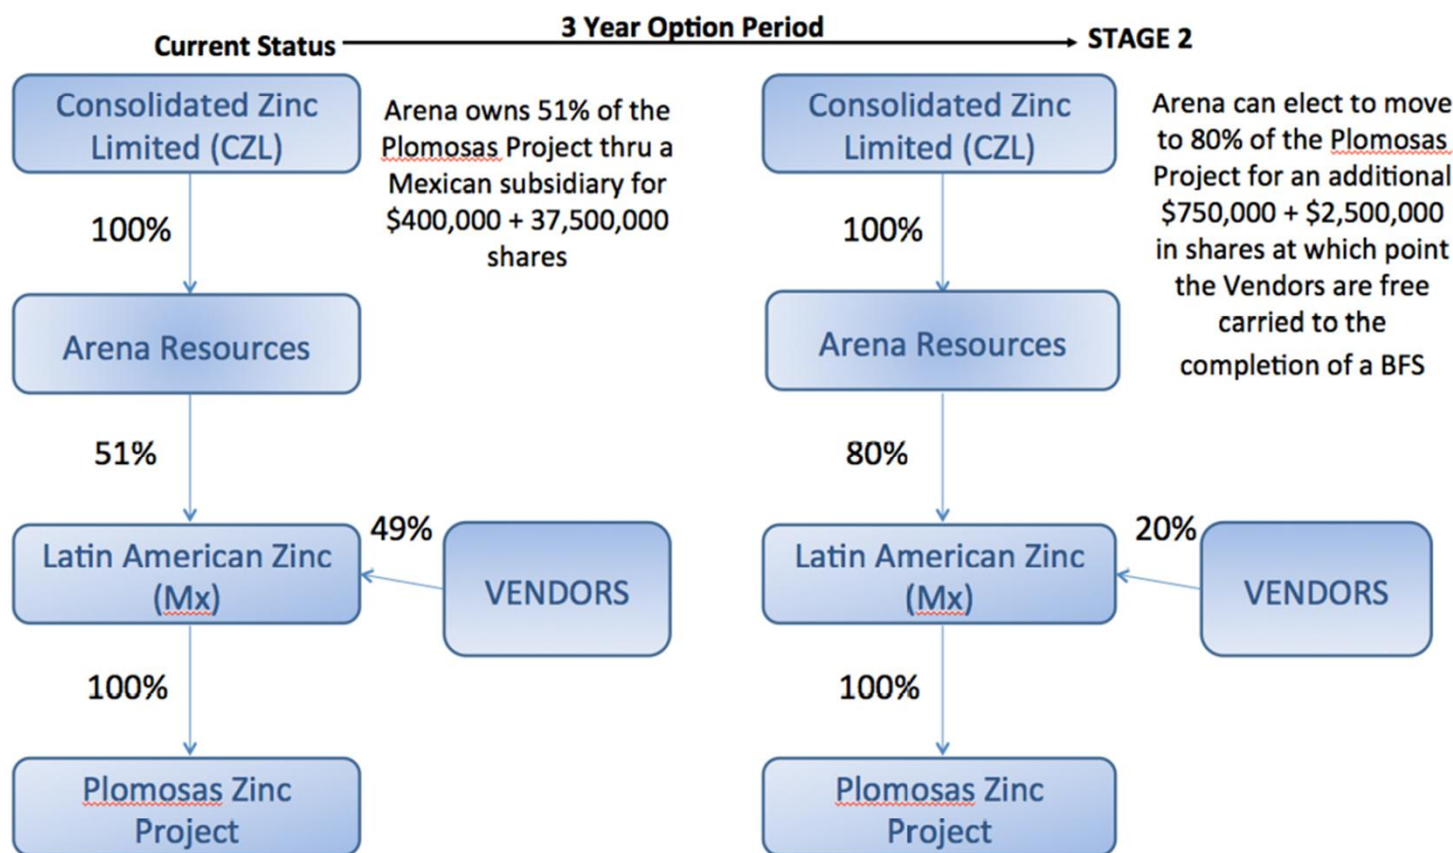 3 Year Option Period
Current Status
STAGE 2
Consolidated Zinc
Limited (CZL)
Arena owns 51% of the
Plomosas Project thru a
Mexican subsidiary for
$400,000 + 37,500,000
shares
100%
Arena Resources
51%
Latin American Zinc
(Mx)
49%
VENDORS
100%
Plomosas Zinc
Project
Consolidated Zinc
Limited (CZL)
Arena can elect to move
to 80% of the Plomosas
Project for an additional
$750,000 + $2,500,000
in shares at which point
the Vendors are free
carried to the
completion of a BFS
100%
Arena Resources
80%
Latin American Zinc
(Mx)
20%
VENDORS
100%
Plomosas Zinc
Project